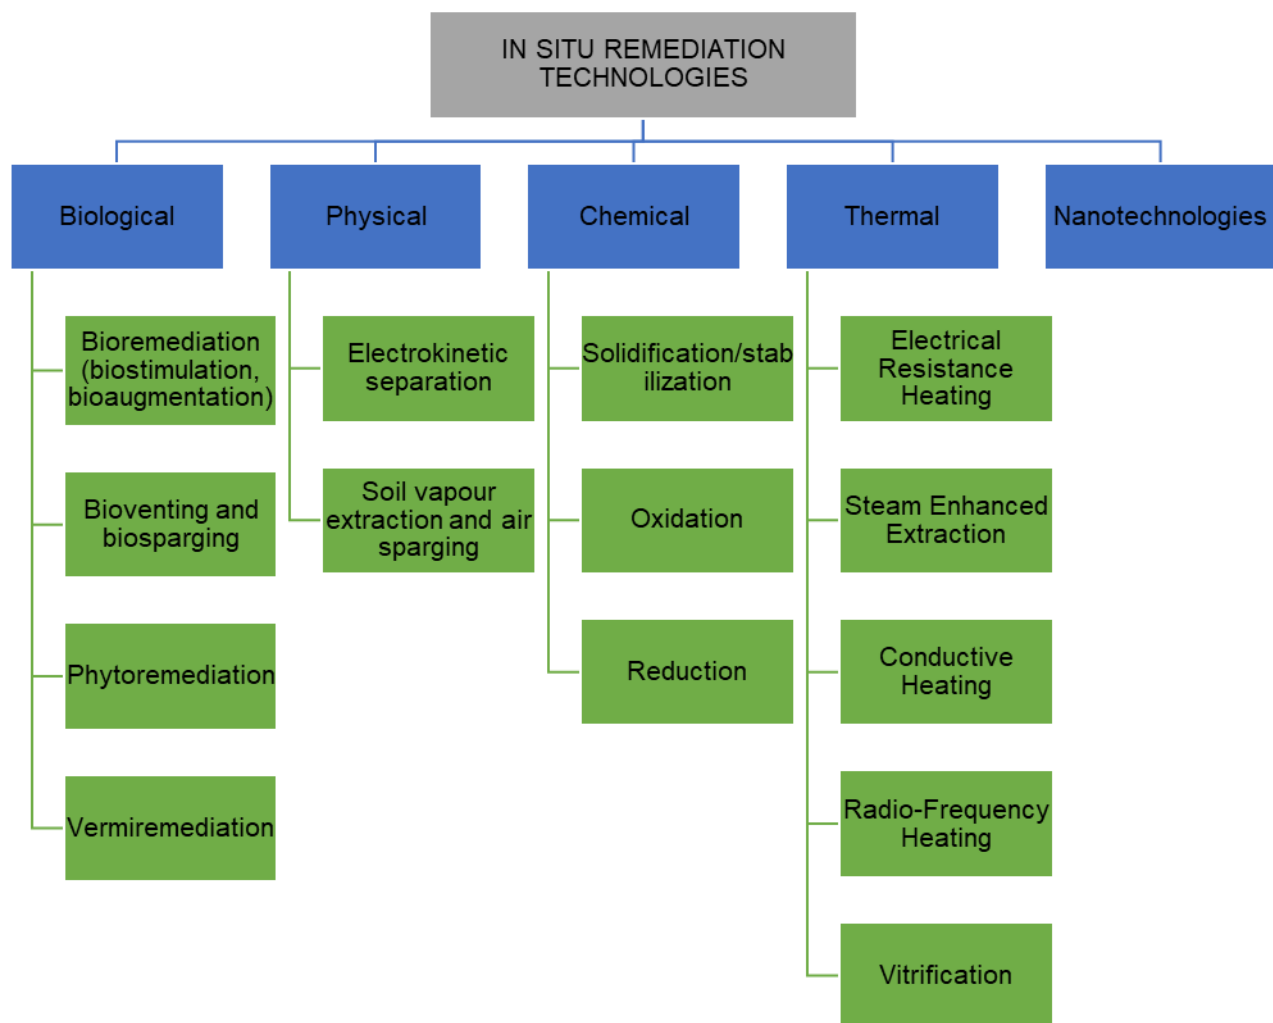 IN SITU REMEDIATION
TECHNOLOGIES
Biological
Physical
Chemical
Thermal
Nanotechnologies
Bioremediation
(biostimulation,
bioaugmentation)
Bioventing and
biosparging
Phytoremediation
Vermiremediation
Electrokinetic
separation
Soil vapour
extraction and air
sparging
Solidification/stab
ilization
Oxidation
Reduction
Electrical
Resistance
Heating
Steam Enhanced
Extraction
Conductive
Heating
Radio-Frequency
Heating
Vitrification